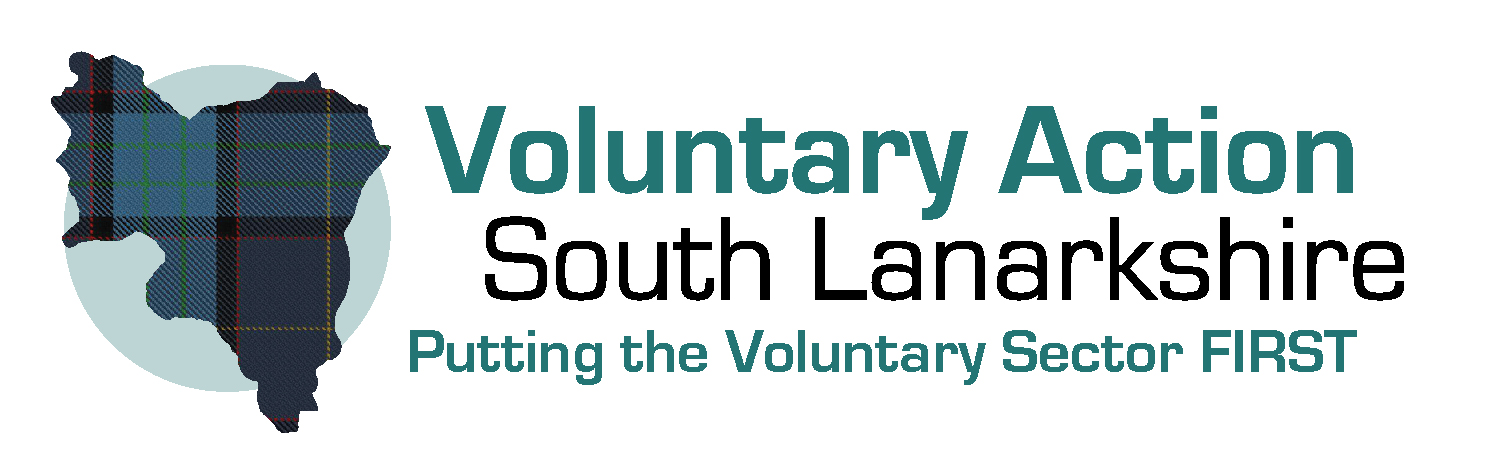 Voluntary Action
South Lanarkshire
Putting the Voluntary Sector FIRST